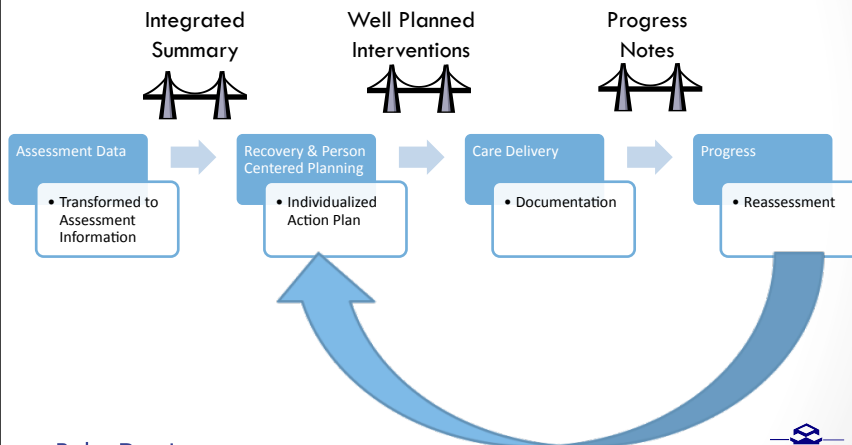 Integrated
Summary
Well Planned
Interventions
Progress
Notes
Assessment Data
• Transformed to
Assessment
Information
Recovery & Person
Centered Planning
• Individualized
Action Plan
Care Delivery
• Documentation
Progress
• Reassessment